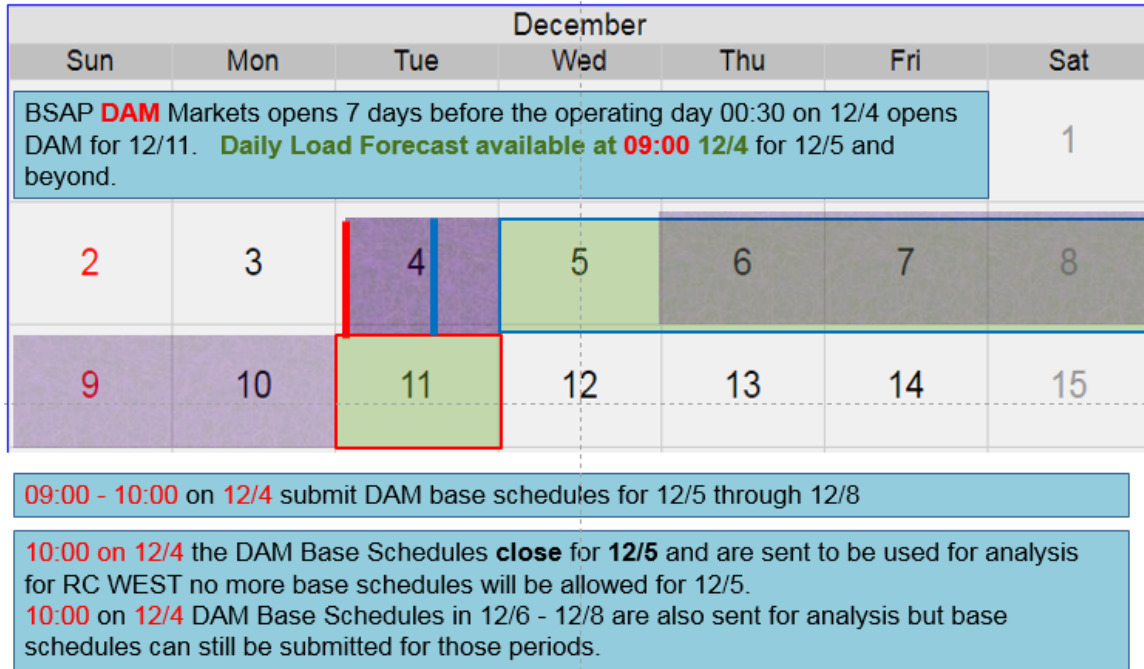 December
Sun Mon Tue Wed Thu Fri Sat
BSAP DAM Markets opens 7 days before the operating day 00:30 on 12/4 opens
DAM for 12/11. Daily Load Forecast available at 09:00 12/4 for 12/5 and
beyond.
1
2 3 4 5 6 7 8
9 10 11 12 13 14 15
09:00 - 10:00 on 12/4 submit DAM base schedules for 12/5 through 12/8
10:00 on 12/4 the DAM Base Schedules close for 12/5 and are sent to be used for analysis
for RC WEST no more base schedules will be allowed for 12/5.
10:00 on 12/4 DAM Base Schedules in 12/6 - 12/8 are also sent for analysis but base
schedules can still be submitted for those periods.